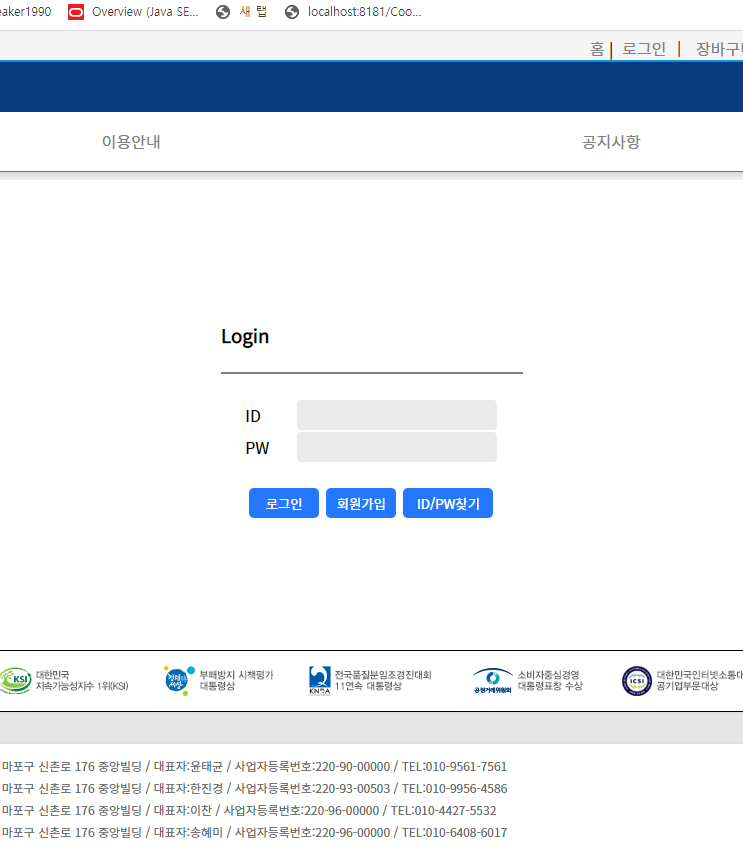 eaker1990 Overview (Java SE... 새 탭 localhost:8181/Coo...
홈 | 로그인 | 장바구
이용안내 공지사항
Login
ID
PW
로그인 회원가입 ID/PW찾기
KSI 대한민국
지속가능성지수 1위(KSI)
부패방지 시책평가
대통령상
KNQA 전국품질분임조경진대회
11연속 대통령상
공정거래위원회 소비자중심경영
대통령표창 수상
ICSI 대한민국인터넷소통대
공기업부문대상
마포구 신촌로 176 중앙빌딩 / 대표자:윤태균 / 사업자등록번호:220-90-00000 / TEL:010-9561-7561
마포구 신촌로 176 중앙빌딩 / 대표자:한진경 / 사업자등록번호:220-93-00503 / TEL:010-9956-4586
마포구 신촌로 176 중앙빌딩 / 대표자:이찬 / 사업자등록번호:220-96-00000 / TEL:010-4427-5532
마포구 신촌로 176 중앙빌딩 / 대표자:송혜미 / 사업자등록번호:220-96-00000 / TEL:010-6408-6017